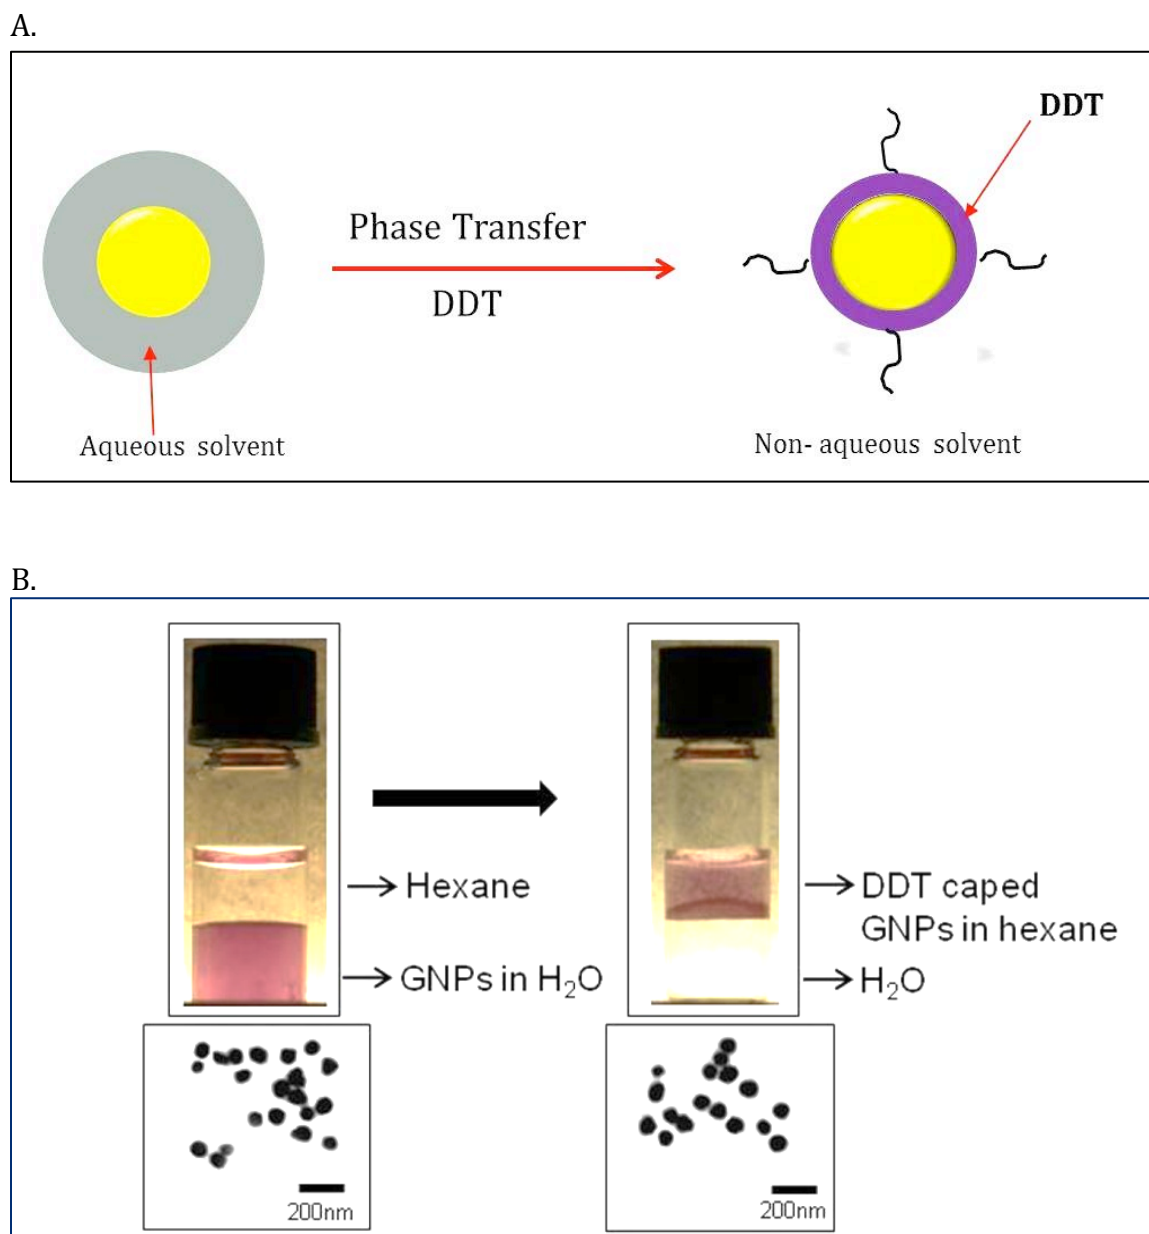 A.
DDT
Phase Transfer
DDT
Aqueous solvent
Non- aqueous solvent
B.
Hexane
GNPs in H₂O
DDT caped
GNPs in hexane
H₂O
200nm
200nm